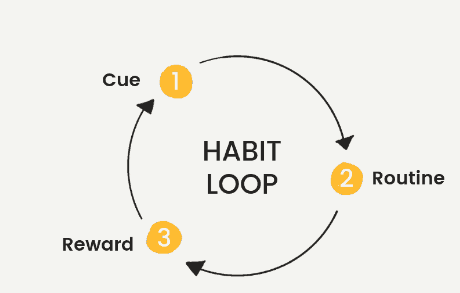 Cue 1
HABIT
LOOP
2 Routine
Reward 3